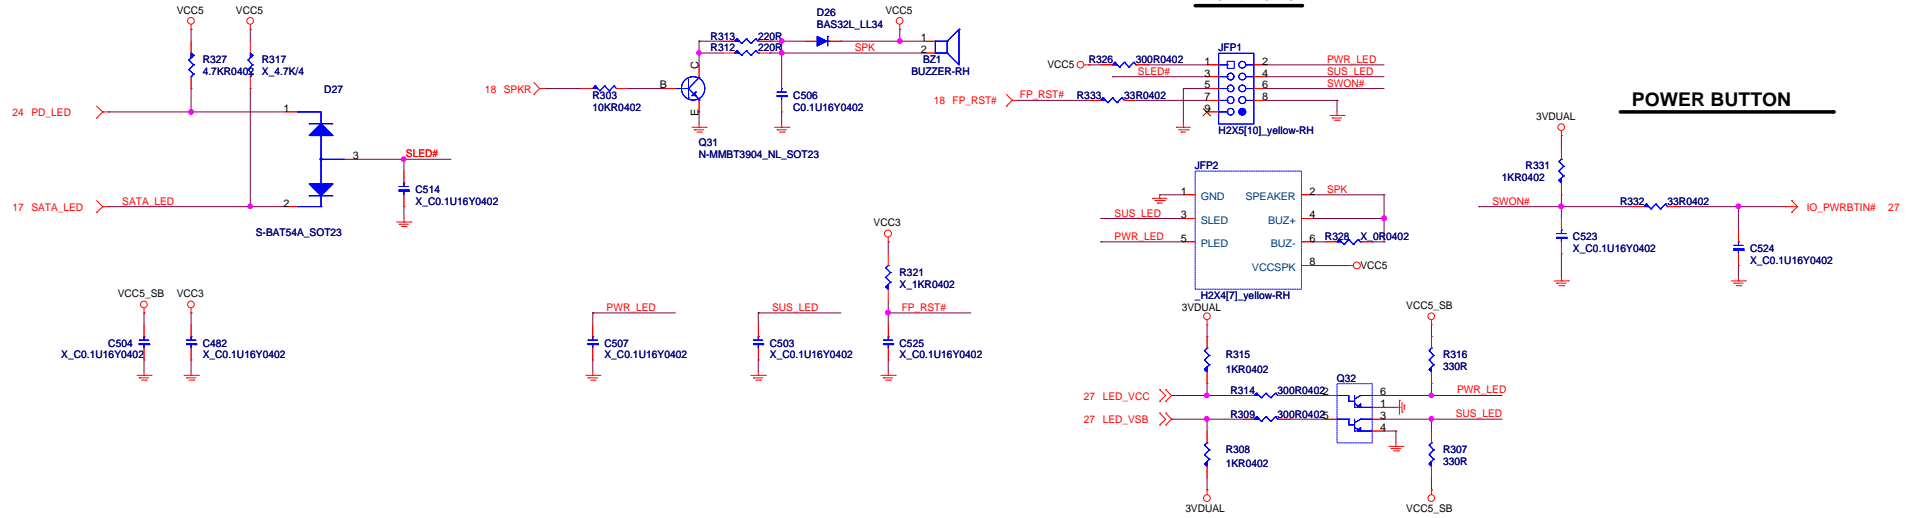 VCC5
VCC5
R327
4.7KR0402
R317
X_4.7K/4
D27
24 PD_LED
1
3
SLED#
C514
X_C0.1U16Y0402
17 SATA_LED
SATA_LED
2
S-BAT54A_SOT23
VCC5_SB
VCC3
C504
X_C0.1U16Y0402
C482
X_C0.1U16Y0402
D26
BAS32L_LL34
VCC5
R313
220R
R312
220R
SPK
1
2
BZ1
BUZZER-RH
18 SPKR
R303
10KR0402
B
C
E
C506
C0.1U16Y0402
Q31
N-MMBT3904_NL_SOT23
VCC3
R321
X_1KR0402
PWR_LED
SUS_LED
FP_RST#
C507
X_C0.1U16Y0402
C503
X_C0.1U16Y0402
C525
X_C0.1U16Y0402
JFP1
VCC5
R326
300R0402
SLED#
1
3
5
7
9
2
4
6
8
PWR_LED
SUS_LED
SWON#
18 FP_RST#
FP_RST#
R333
33R0402
H2X5[10]_yellow-RH
JFP2
1
GND
SPEAKER
2
SPK
SUS_LED
3
SLED
BUZ+
4
PWR_LED
5
PLED
BUZ-
6
R328
X_0R0402
VCCSPK
8
VCC5
_H2X4[7]_yellow-RH
3VDUAL
VCC5_SB
R315
1KR0402
R316
330R
Q32
27 LED_VCC
R314
300R0402
2
6
PWR_LED
1
27 LED_VSB
R309
300R0402
5
3
SUS_LED
4
R308
1KR0402
R307
330R
3VDUAL
VCC5_SB
POWER BUTTON
3VDUAL
R331
1KR0402
SWON#
R332
33R0402
IO_PWRBTIN# 27
C523
X_C0.1U16Y0402
C524
X_C0.1U16Y0402